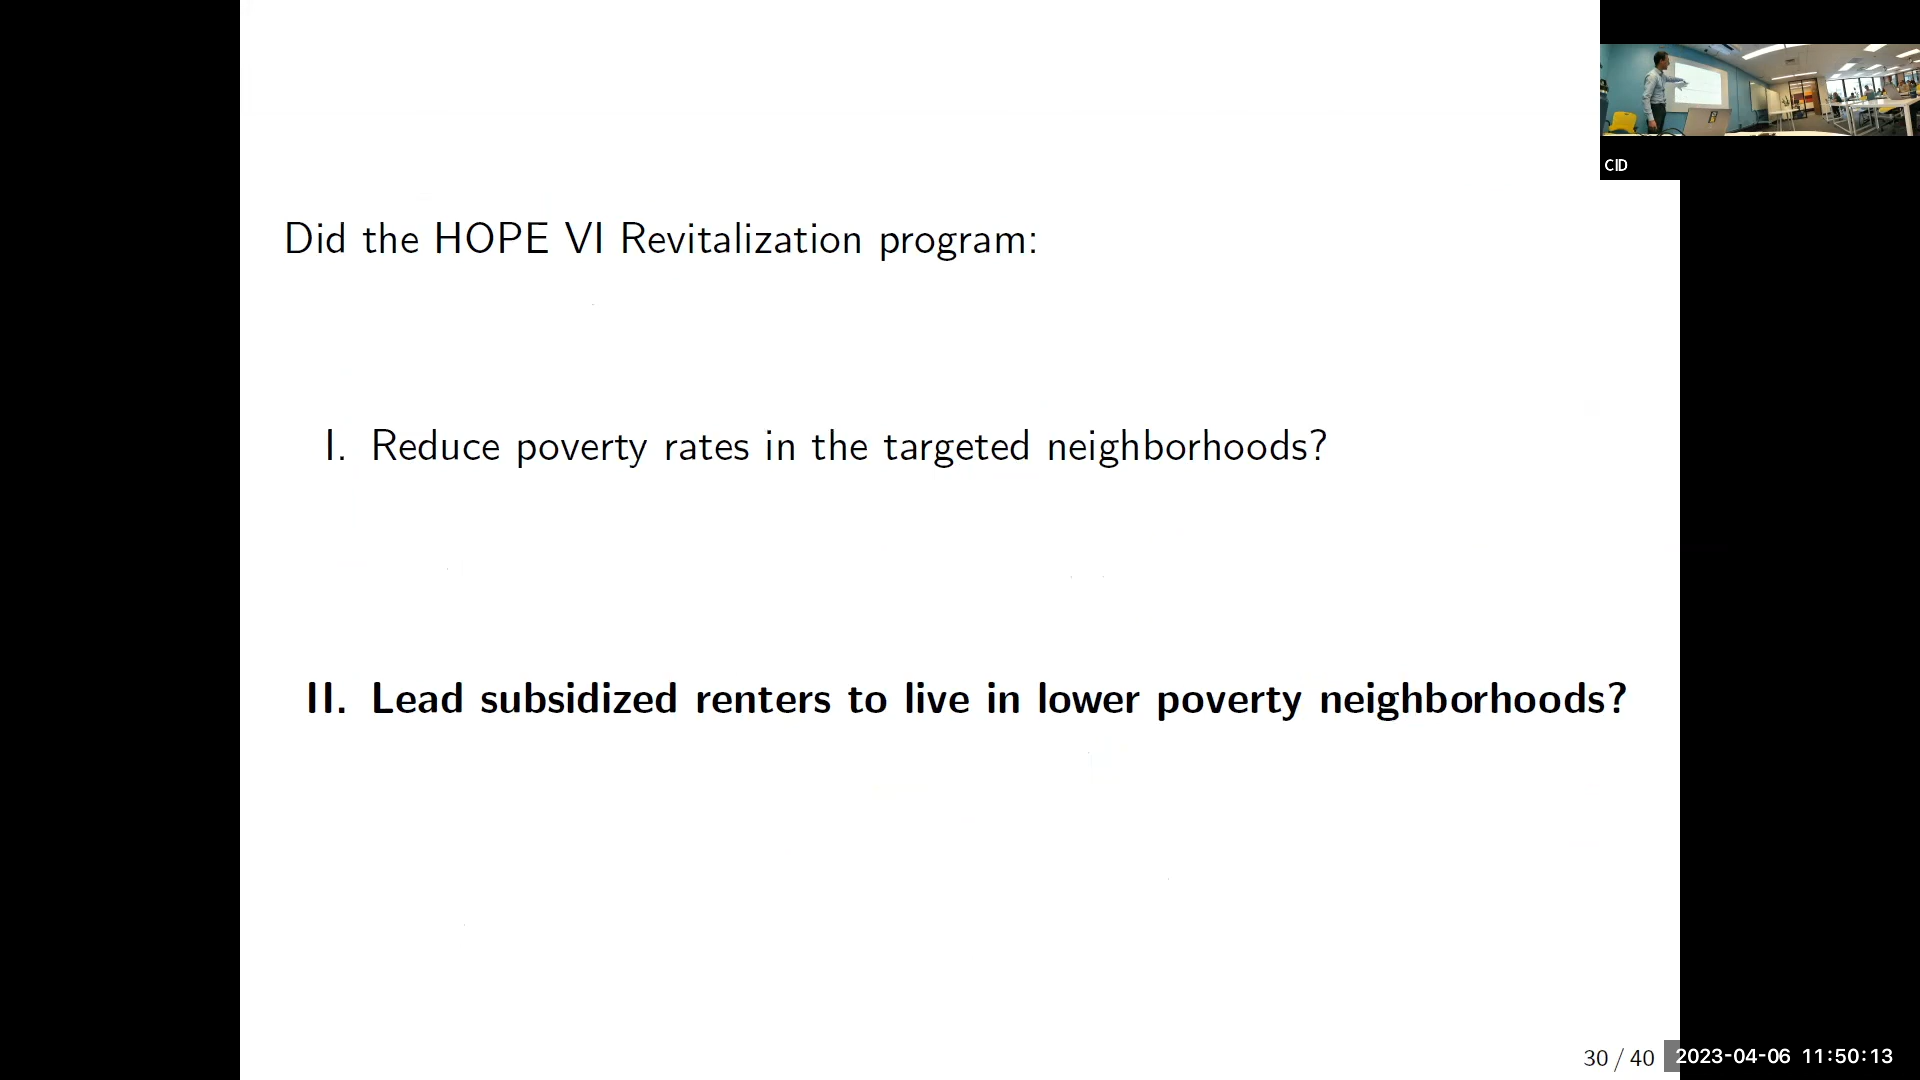 CID
Did the HOPE VI Revitalization program:
I. Reduce poverty rates in the targeted neighborhoods?
II. Lead subsidized renters to live in lower poverty neighborhoods?
30 / 40
2023-04-06 11:50:13